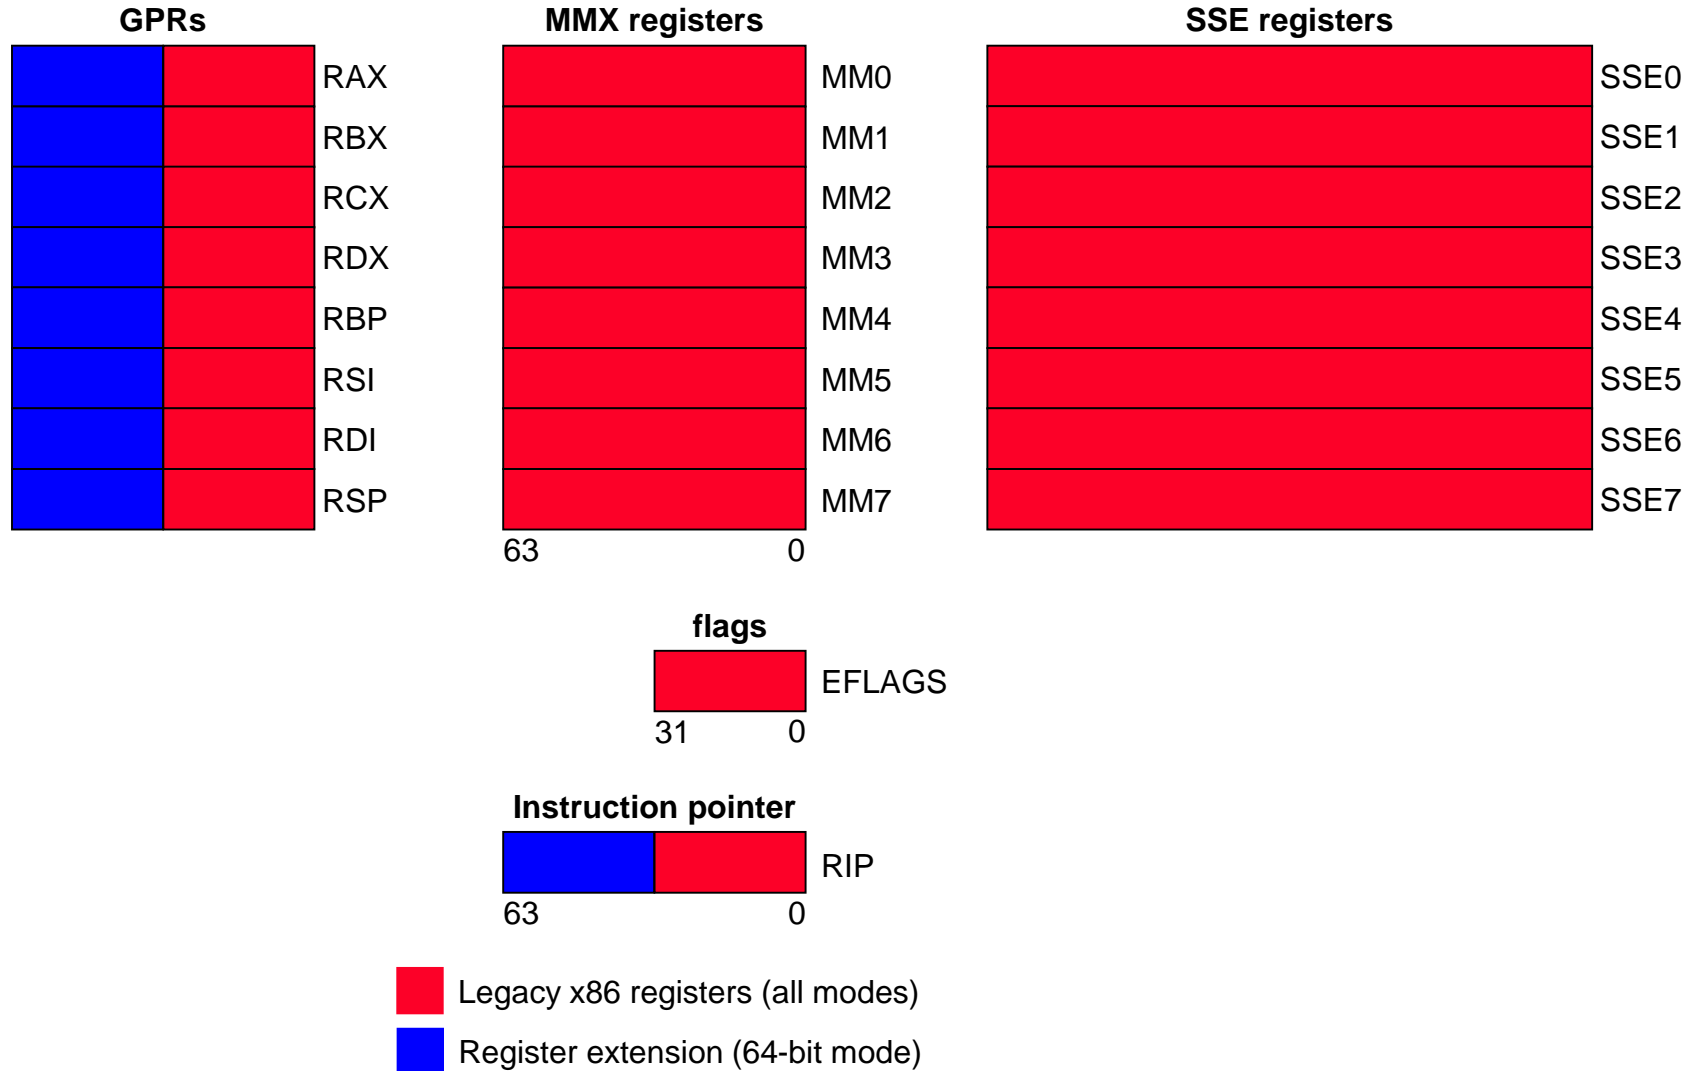 GPRs
RAX
RBX
RCX
RDX
RBP
RSI
RDI
RSP
MMX registers
MM0
MM1
MM2
MM3
MM4
MM5
MM6
MM7
63 0
SSE registers
SSE0
SSE1
SSE2
SSE3
SSE4
SSE5
SSE6
SSE7
flags
EFLAGS
31 0
Instruction pointer
RIP
63 0
Legacy x86 registers (all modes)
Register extension (64-bit mode)